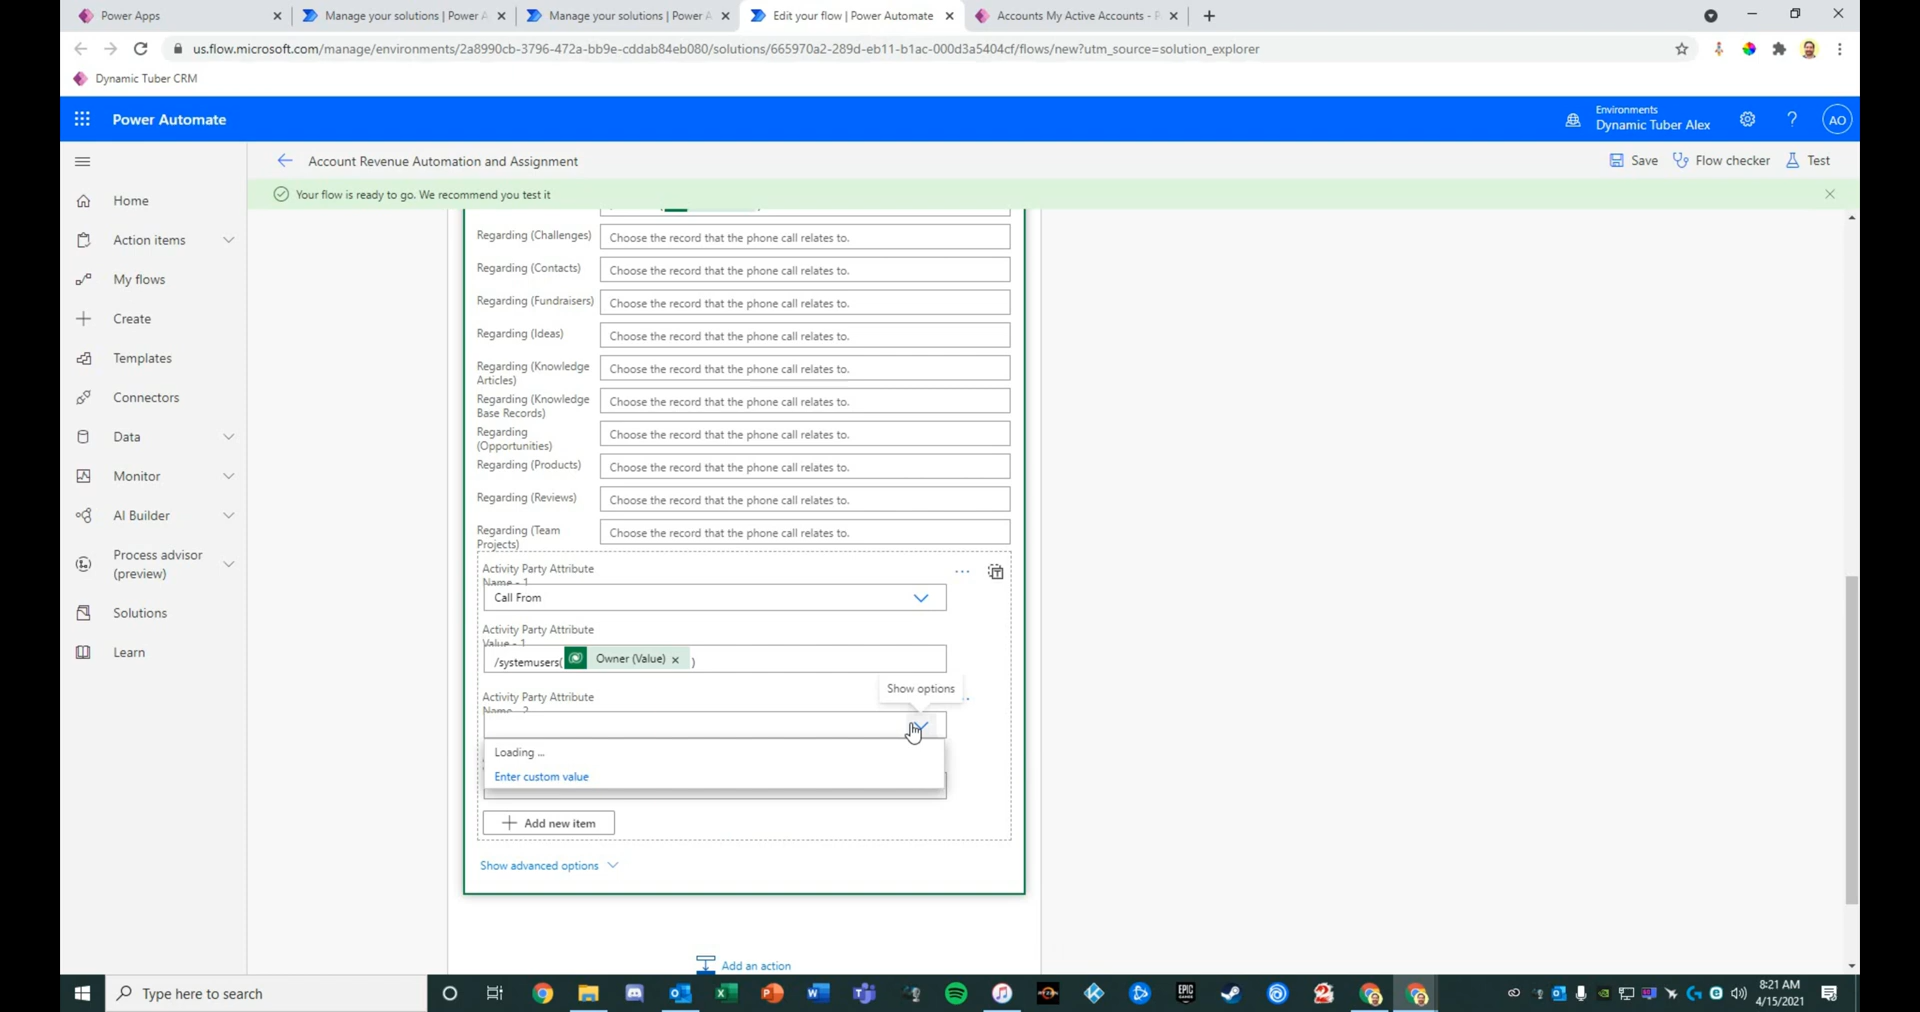 Power Apps
Manage your solutions | Power A
Manage your solutions | Power A
Edit your flow | Power Automate
Accounts My Active Accounts - P
us.flow.microsoft.com/manage/environments/2a8990cb-3796-472a-bb9e-cddab84eb080/solutions/665970a2-289d-eb11-b1ac-000d3a5404cf/flows/new?utm_source=solution_explorer
Dynamic Tuber CRM
Power Automate
Environments
Dynamic Tuber Alex
AO
Account Revenue Automation and Assignment
Save
Flow checker
Test
Your flow is ready to go. We recommend you test it
Home
Action items
My flows
Create
Templates
Connectors
Data
Monitor
AI Builder
Process advisor
(preview)
Solutions
Learn
Regarding (Challenges)
Choose the record that the phone call relates to.
Regarding (Contacts)
Choose the record that the phone call relates to.
Regarding (Fundraisers)
Choose the record that the phone call relates to.
Regarding (Ideas)
Choose the record that the phone call relates to.
Regarding (Knowledge
Articles)
Choose the record that the phone call relates to.
Regarding (Knowledge
Base Records)
Choose the record that the phone call relates to.
Regarding
(Opportunities)
Choose the record that the phone call relates to.
Regarding (Products)
Choose the record that the phone call relates to.
Regarding (Reviews)
Choose the record that the phone call relates to.
Regarding (Team
Projects)
Choose the record that the phone call relates to.
Activity Party Attribute
Name - 1
Call From
Activity Party Attribute
Value - 1
/systemusers( Owner (Value) x )
Show options
Activity Party Attribute
Name - 2
Loading ...
Enter custom value
Add new item
Show advanced options
Add an action
Type here to search
8:21 AM
4/15/2021